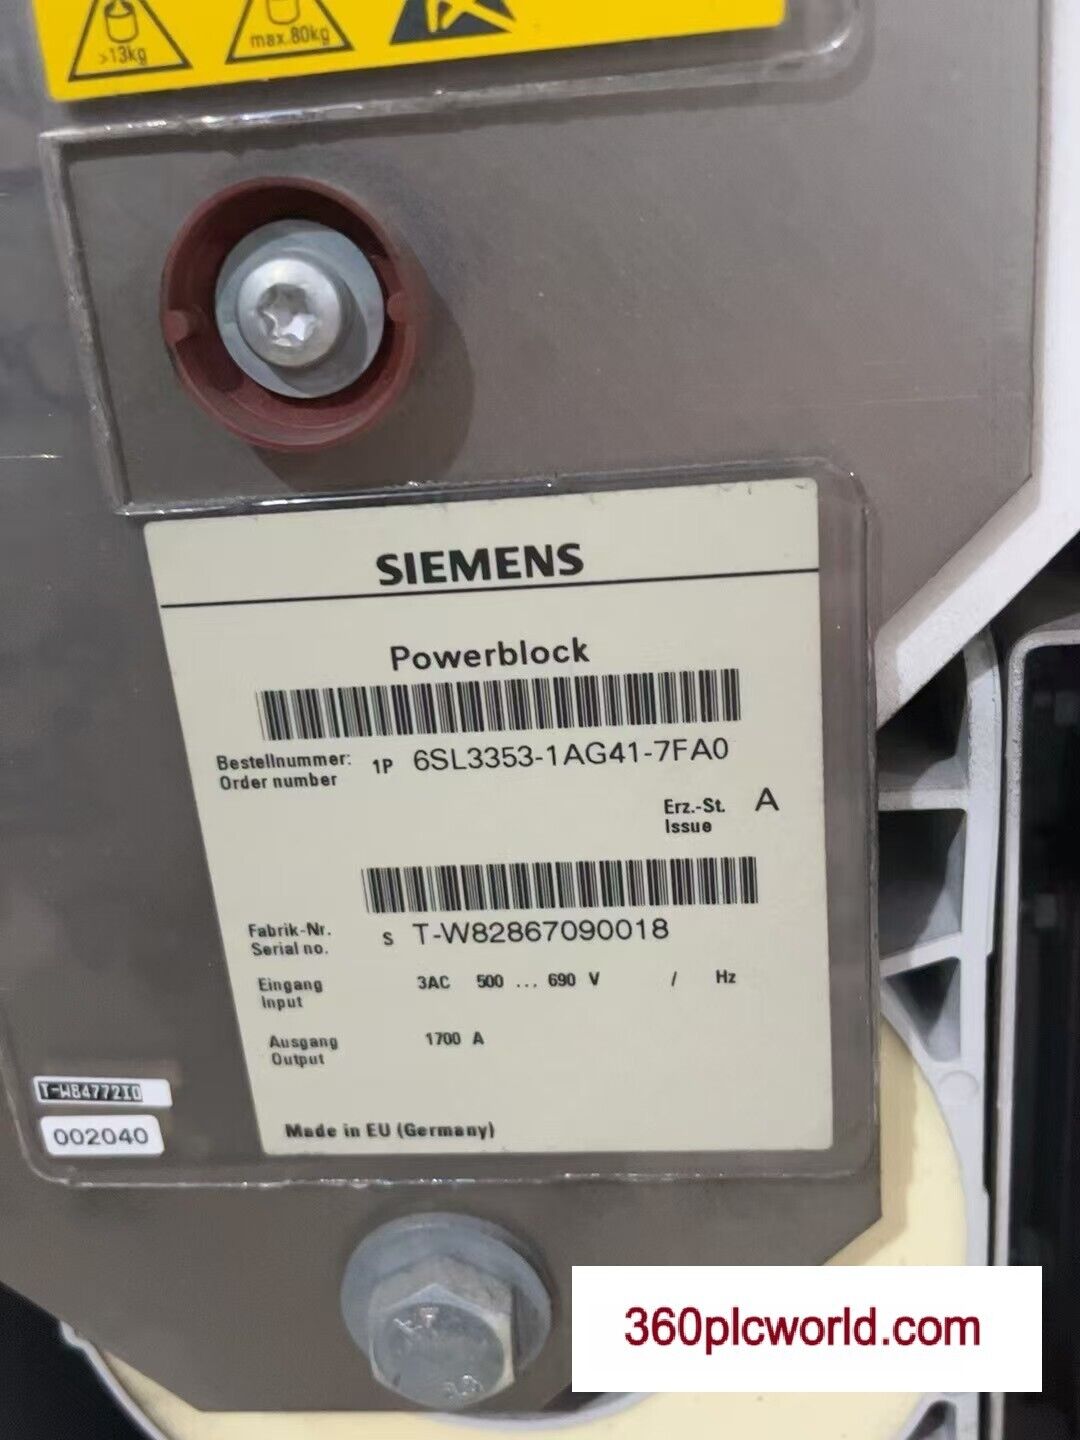 >13kg
max.80kg
SIEMENS
Powerblock
Bestellnummer: 1P 6SL3353-1AG41-7FA0
Order number
Erz.-St. A
Issue
Fabrik-Nr. S T-W82867090018
Serial no.
Eingang 3AC 500 ... 690 V / Hz
Input
Ausgang 1700 A
Output
Made in EU (Germany)
T-W84772I0
002040
360plcworld.com